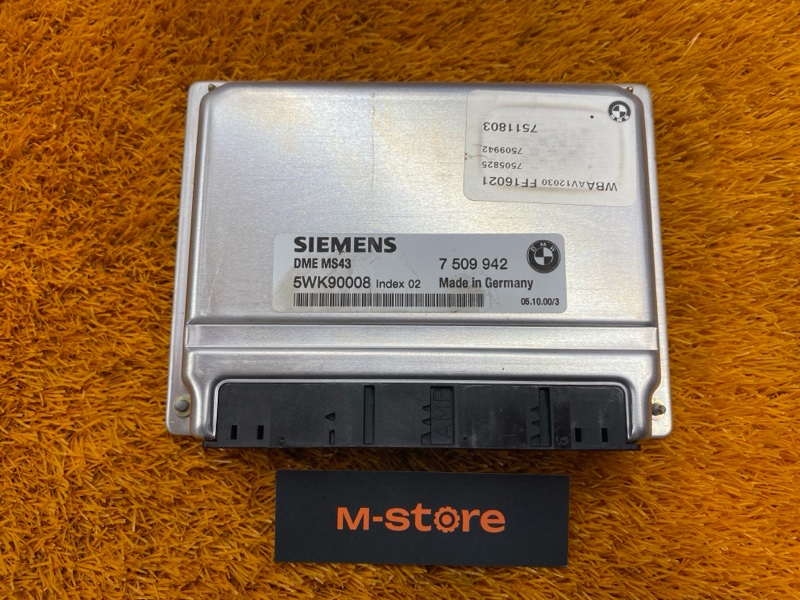 WBAAV12030 FF16021
7505825
7509942
7511803
SIEMENS
DME MS43
7 509 942
5WK90008 Index 02
Made in Germany
05.10.00/3
AMP
M-store